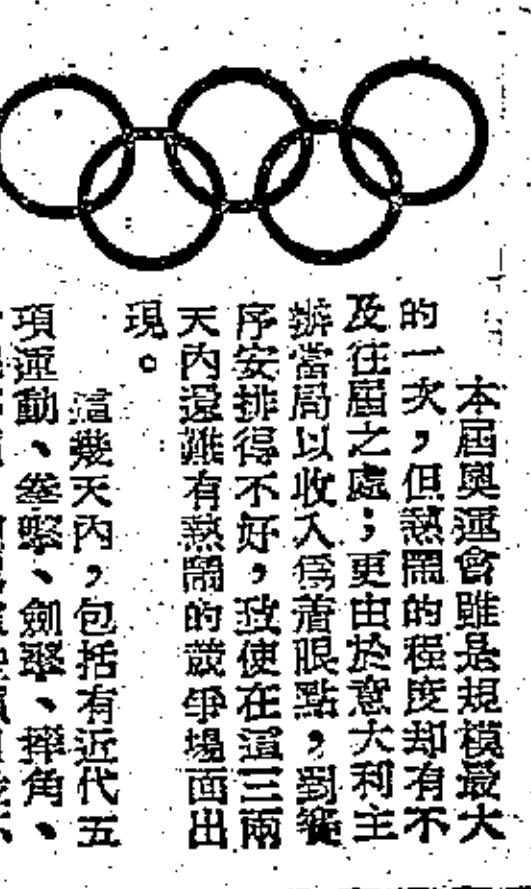 本屆奧運會雖是規模最大
的一次，但熱鬧的程度却有不
及往屆之處；更由於意大利主
辦當局以收入爲着眼點，對賽
序安排得不好，致使在這三兩
天內還難有熱鬧的競爭場面出
現。
這幾天內，包括有近代五
項運動、拳擊、劍擊、摔角、